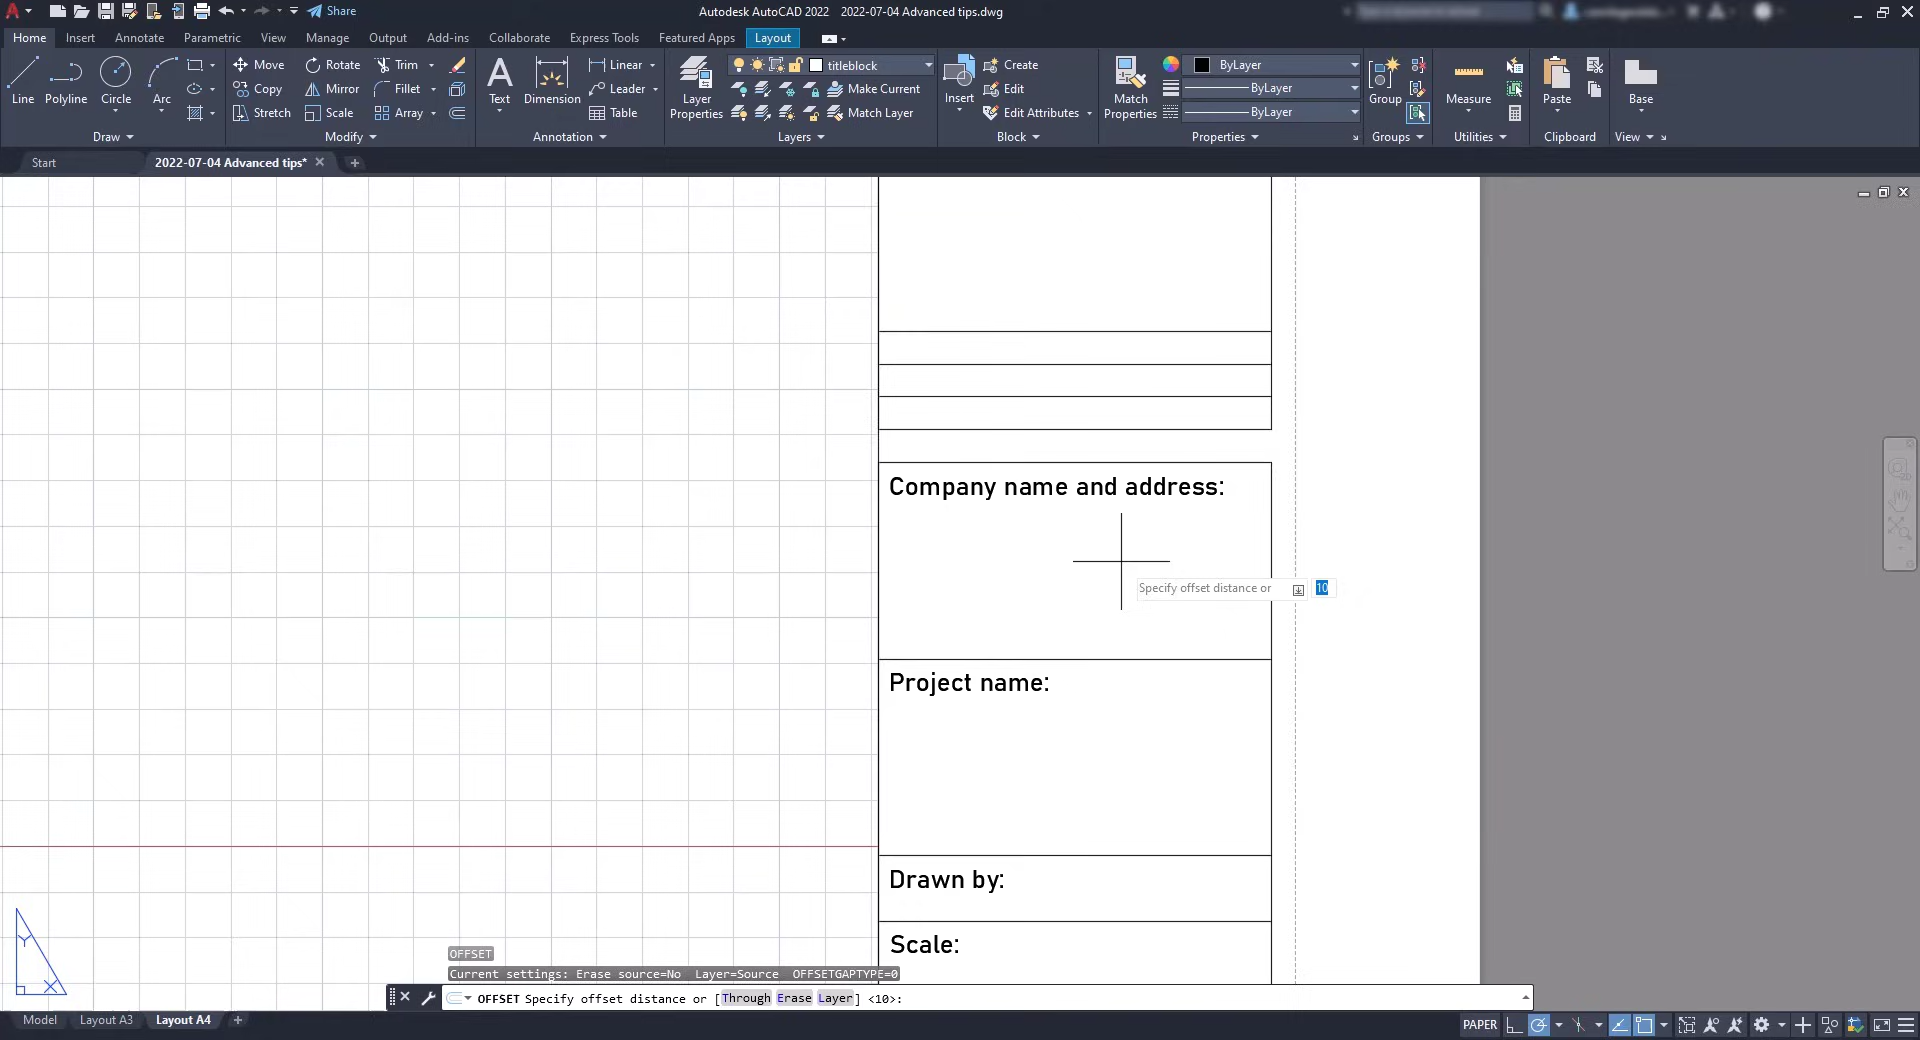 Share
Autodesk AutoCAD 2022 2022-07-04 Advanced tips.dwg
Home Insert Annotate Parametric View Manage Output Add-ins Collaborate Express Tools Featured Apps Layout
Line Polyline Circle Arc
Draw
Move Rotate Trim
Copy Mirror Fillet
Stretch Scale Array
Modify
Text Dimension
Linear
Leader
Table
Annotation
Layer Properties
titleblock
Make Current
Match Layer
Layers
Insert
Create
Edit
Edit Attributes
Block
Match Properties
ByLayer
ByLayer
ByLayer
Properties
Group
Groups
Measure
Utilities
Paste
Clipboard
Base
View
Start 2022-07-04 Advanced tips*
Company name and address:
Specify offset distance or 10
Project name:
Drawn by:
Scale:
Y
X
OFFSET
Current settings: Erase source=No Layer=Source OFFSETGAPTYPE=0
OFFSET Specify offset distance or [Through Erase Layer] <10>:
Model Layout A3 Layout A4
PAPER